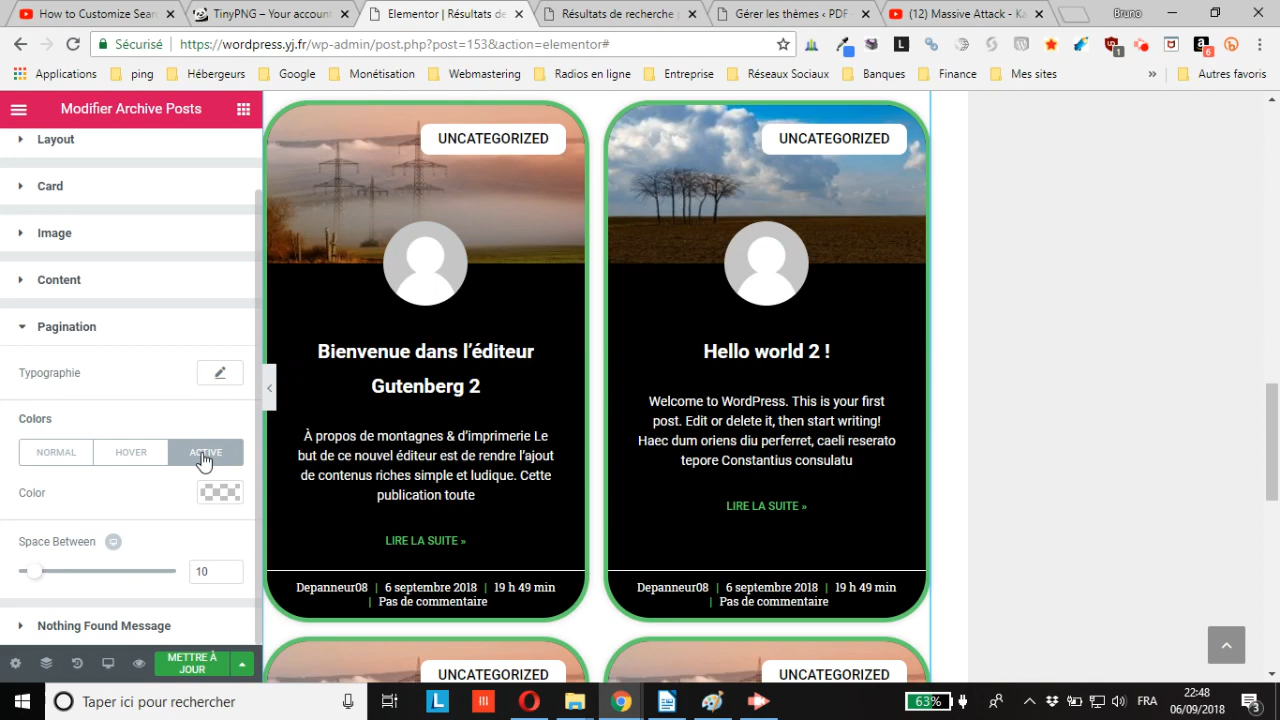 How to Customize Sear
TinyPNG – Your accoun
Elementor | Résultats de
Résultats de recherche
Gérer les thèmes ‹ PDF
(12) Massive Attack - Ka
Bruno
Sécurisé
https://wordpress.yj.fr/wp-admin/post.php?post=153&action=elementor#
Applications
ping
Hébergeurs
Google
Monétisation
Webmastering
Radios en ligne
Entreprise
Réseaux Sociaux
Banques
Finance
Mes sites
»
Autres favoris
Modifier Archive Posts
Layout
Card
Image
Content
Pagination
Typographie
Colors
NORMAL
HOVER
ACTIVE
Color
Space Between
10
Nothing Found Message
METTRE À
JOUR
UNCATEGORIZED
Bienvenue dans l’éditeur
Gutenberg 2
À propos de montagnes & d’imprimerie Le
but de ce nouvel éditeur est de rendre l’ajout
de contenus riches simple et ludique. Cette
publication toute
LIRE LA SUITE »
Depanneur08 | 6 septembre 2018 | 19 h 49 min
| Pas de commentaire
UNCATEGORIZED
Hello world 2 !
Welcome to WordPress. This is your first
post. Edit or delete it, then start writing!
Haec dum oriens diu perferret, caeli reserato
tepore Constantius consulatu
LIRE LA SUITE »
Depanneur08 | 6 septembre 2018 | 19 h 49 min
| Pas de commentaire
UNCATEGORIZED
UNCATEGORIZED
Taper ici pour rechercher
63%
FRA
22:48
06/09/2018
3